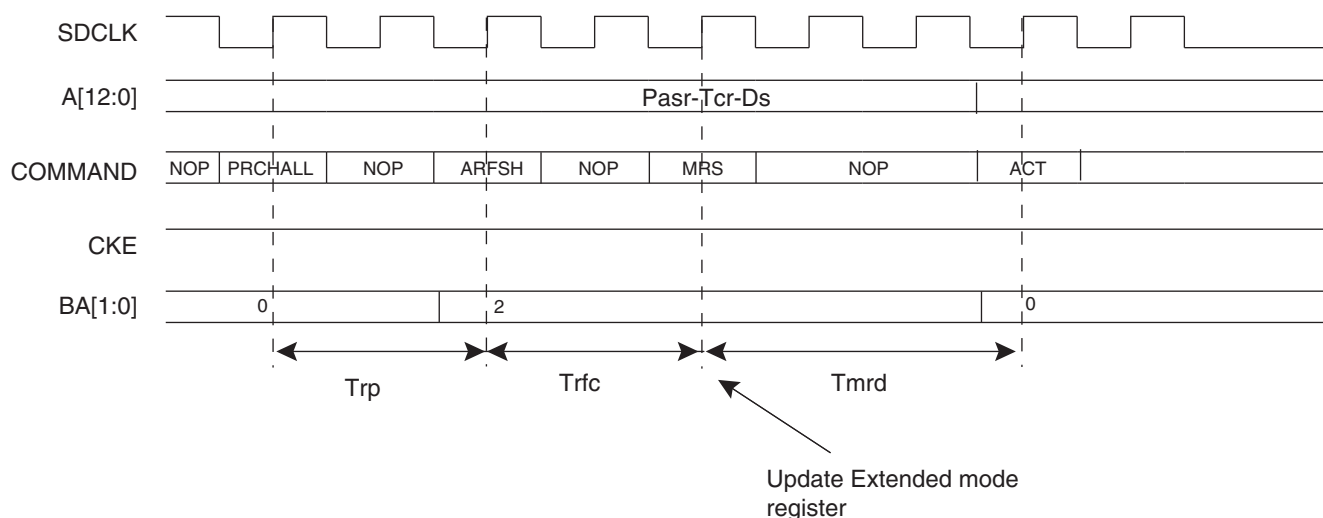 SDCLK
A[12:0]
Pasr-Tcr-Ds
COMMAND
NOP PRCHALL NOP ARFSH NOP MRS NOP ACT
CKE
BA[1:0]
0 2 0
Trp Trfc Tmrd
Update Extended mode
register